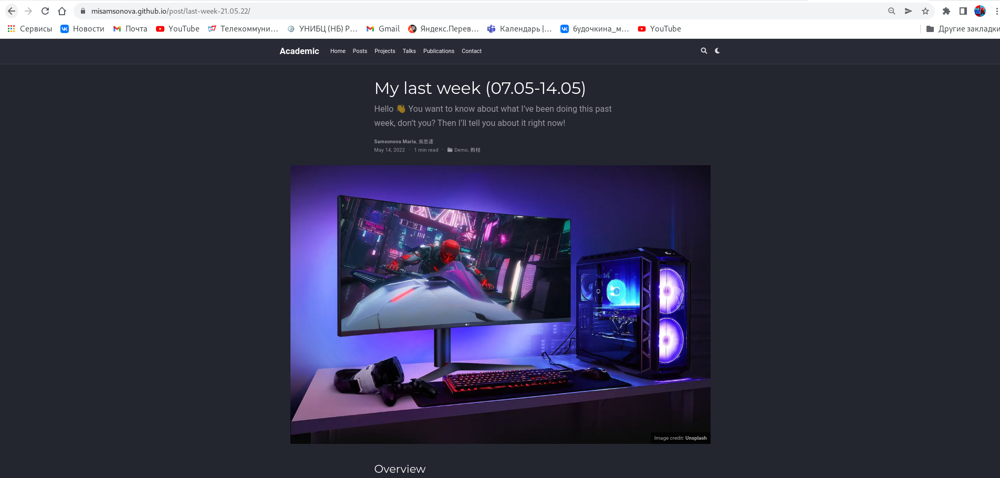 misamsonova.github.io/post/last-week-21.05.22/
Сервисы Новости Почта YouTube Телекоммуни... УНИБЦ (НБ) Р... Gmail Яндекс.Перев... Календарь |... будочкина_м... YouTube Другие закладки
Academic Home Posts Projects Talks Publications Contact
My last week (07.05-14.05)
Hello 👋 You want to know about what I’ve been doing this past
week, don’t you? Then I’ll tell you about it right now!
Samsonova Maria, 吳恩達
May 14, 2022 · 1 min read · Demo, 教程
38GL950
LG
Image credit: Unsplash
Overview